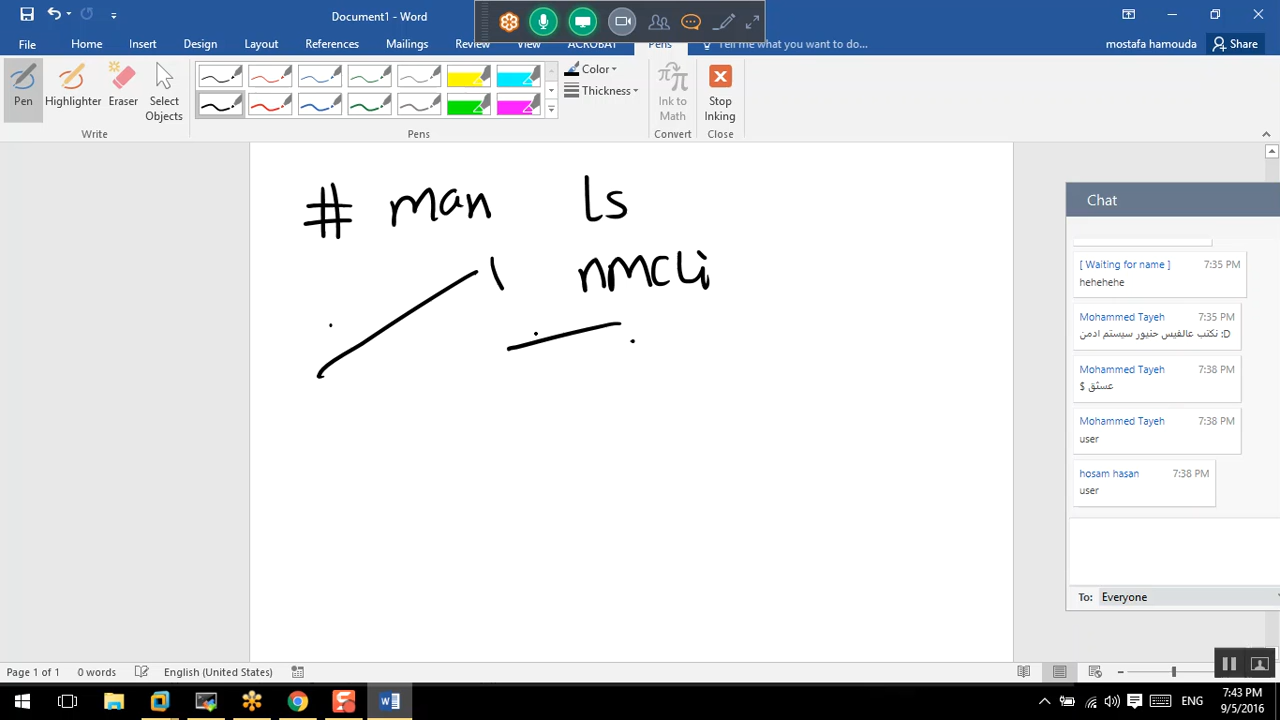 Document1 - Word
mostafa hamouda
Share
File
Home
Insert
Design
Layout
References
Mailings
Review
View
ACROBAT
Pens
Tell me what you want to do...
Pen
Highlighter
Eraser
Select Objects
Color
Thickness
Ink to Math
Stop Inking
Write
Pens
Convert
Close
# man ls
nmcli
Chat
[ Waiting for name ] 7:35 PM
hehehehe
Mohammed Tayeh 7:35 PM
نكتب عالفيس حنيور سيستم ادمن :D
Mohammed Tayeh 7:38 PM
$ عسثق
Mohammed Tayeh 7:38 PM
user
hosam hasan 7:38 PM
user
To: Everyone
Page 1 of 1
0 words
English (United States)
ENG
7:43 PM
9/5/2016